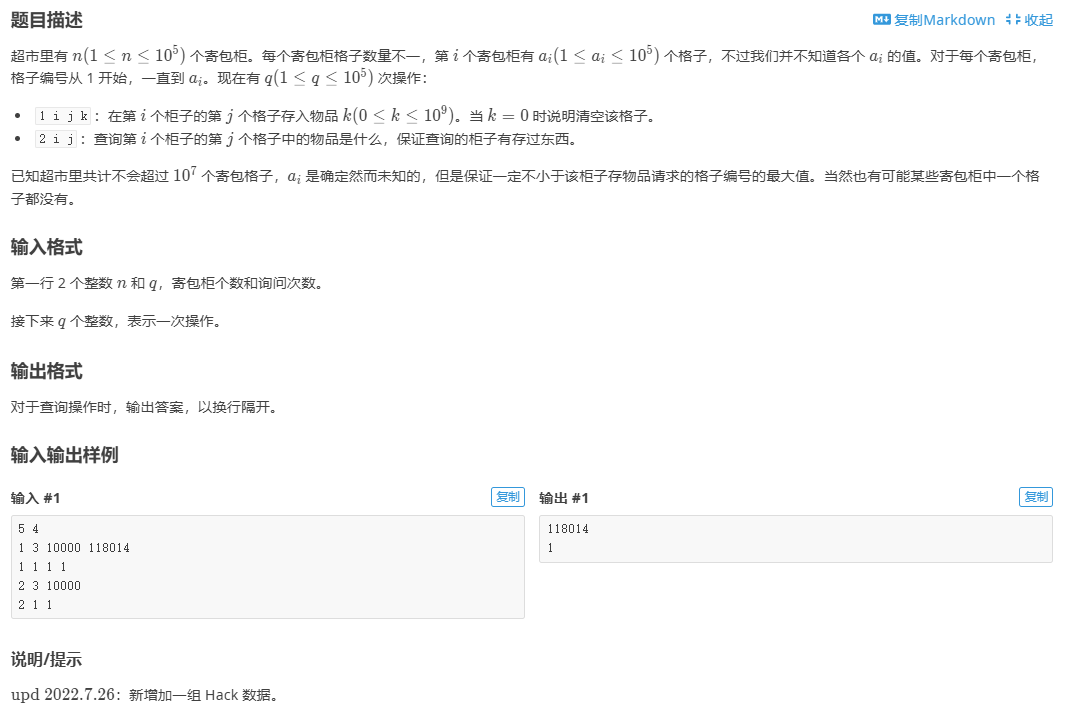 题目描述
复制Markdown 收起
超市里有 n(1 ≤ n ≤ 10^5) 个寄包柜。每个寄包柜格子数量不一，第 i 个寄包柜有 a_i(1 ≤ a_i ≤ 10^5) 个格子，不过我们并不知道各个 a_i 的值。对于每个寄包柜，
格子编号从 1 开始，一直到 a_i。现在有 q(1 ≤ q ≤ 10^5) 次操作：
• 1 i j k：在第 i 个柜子的第 j 个格子存入物品 k(0 ≤ k ≤ 10^9)。当 k = 0 时说明清空该格子。
• 2 i j：查询第 i 个柜子的第 j 个格子中的物品是什么，保证查询的柜子有存过东西。
已知超市里共计不会超过 10^7 个寄包格子，a_i 是确定然而未知的，但是保证一定不小于该柜子存物品请求的格子编号的最大值。当然也有可能某些寄包柜中一个格
子都没有。
输入格式
第一行 2 个整数 n 和 q，寄包柜个数和询问次数。
接下来 q 个整数，表示一次操作。
输出格式
对于查询操作时，输出答案，以换行隔开。
输入输出样例
输入 #1
复制
5 4
1 3 10000 118014
1 1 1 1
2 3 10000
2 1 1
输出 #1
复制
118014
1
说明/提示
upd 2022.7.26：新增加一组 Hack 数据。